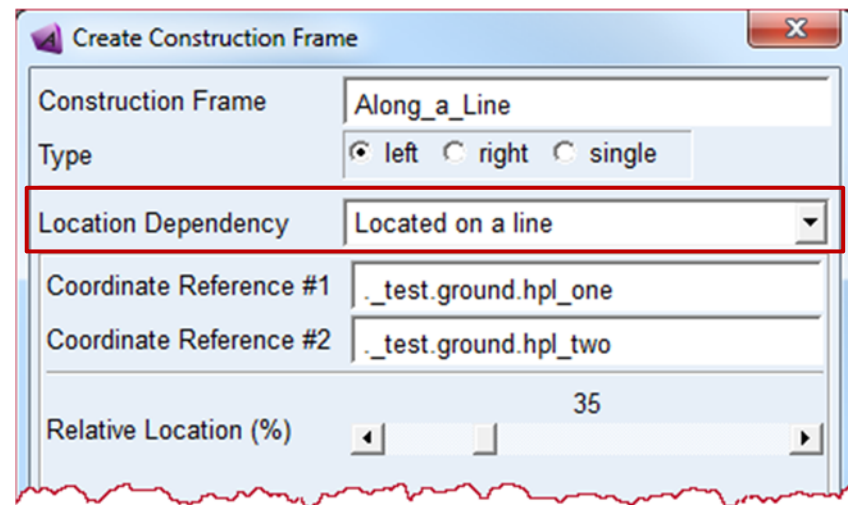 Create Construction Frame
Construction Frame Along_a_Line
Type left right single
Location Dependency Located on a line
Coordinate Reference #1 ._test.ground.hpl_one
Coordinate Reference #2 ._test.ground.hpl_two
35
Relative Location (%)